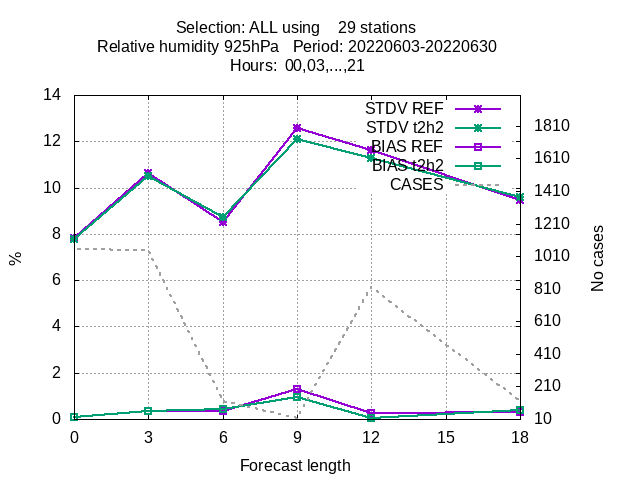 Selection: ALL using    29 stations
Relative humidity 925hPa   Period: 20220603-20220630
Hours:  00,03,...,21
STDV REF
STDV t2h2
BIAS REF
BIAS t2h2
CASES
14
12
10
8
6
4
2
0
%
1810
1610
1410
1210
1010
810
610
410
210
10
No cases
0 3 6 9 12 15 18
Forecast length